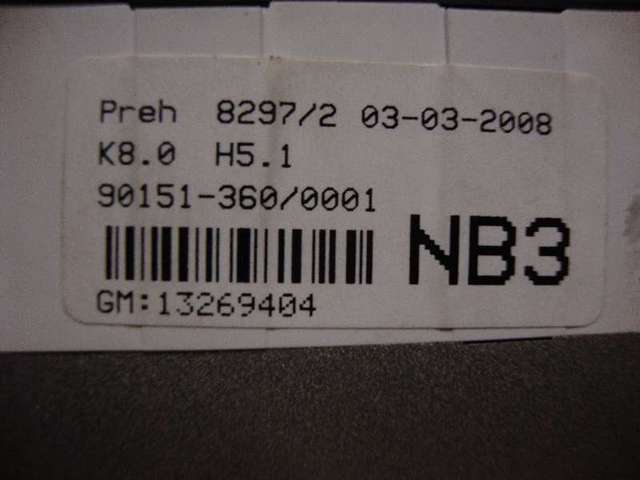 Preh 8297/2 03-03-2008
K8.0 H5.1
90151-360/0001
NB3
GM:13269404